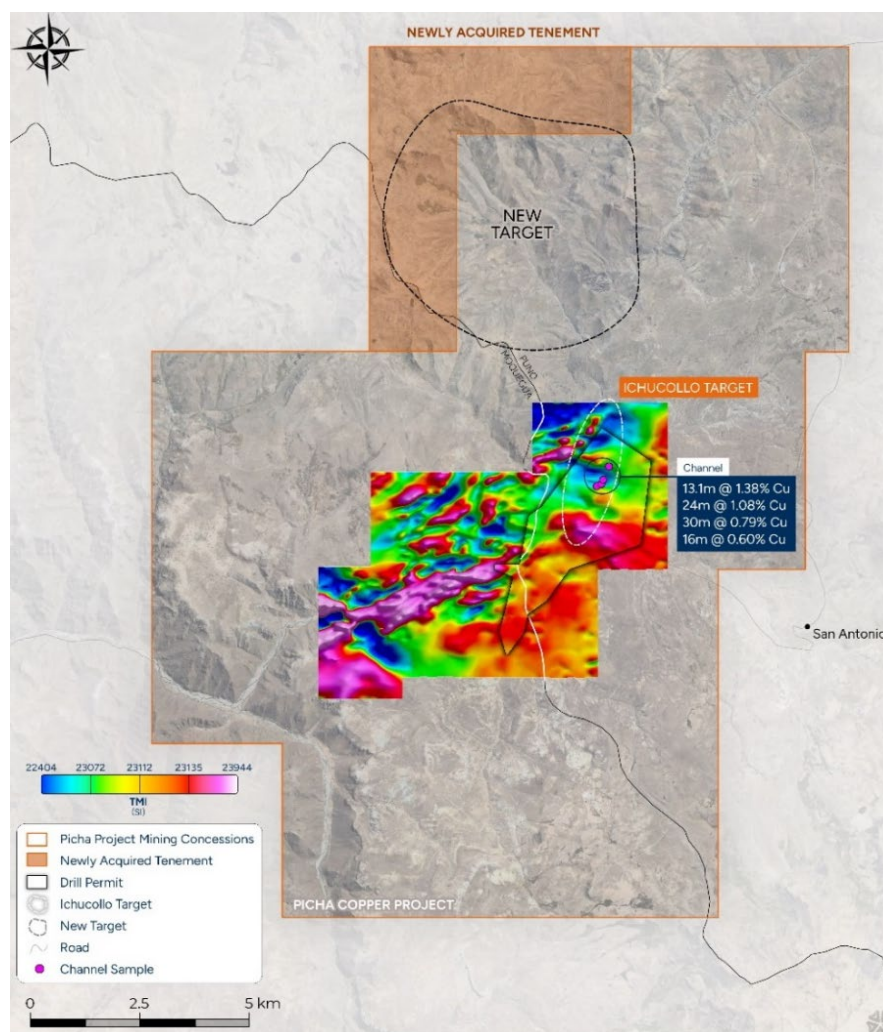 NEWLY ACQUIRED TENEMENT
NEW
TARGET
PUNO
MOQUEGUA
ICHUCOLLO TARGET
Channel
13.1m @ 1.38% Cu
24m @ 1.08% Cu
30m @ 0.79% Cu
16m @ 0.60% Cu
San Antonio
22404 23072 23112 23135 23944
TMI
(SI)
Picha Project Mining Concessions
Newly Acquired Tenement
Drill Permit
Ichucollo Target
New Target
Road
Channel Sample
PICHA COPPER PROJECT
0 2.5 5 km